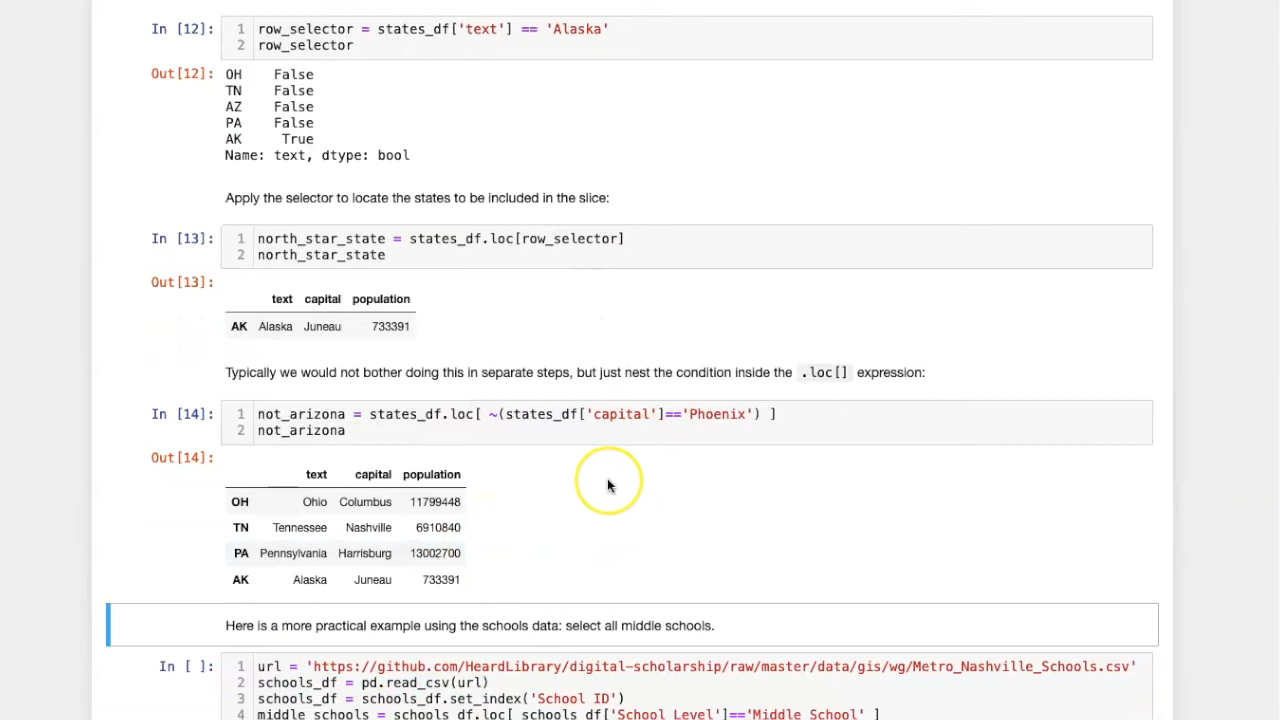 In [12]: 1 row_selector = states_df['text'] == 'Alaska'
2 row_selector
Out[12]: OH False
TN False
AZ False
PA False
AK True
Name: text, dtype: bool
Apply the selector to locate the states to be included in the slice:
In [13]: 1 north_star_state = states_df.loc[row_selector]
2 north_star_state
Out[13]:
text capital population
AK Alaska Juneau 733391
Typically we would not bother doing this in separate steps, but just nest the condition inside the .loc[] expression:
In [14]: 1 not_arizona = states_df.loc[ ~(states_df['capital']=='Phoenix') ]
2 not_arizona
Out[14]:
text capital population
OH Ohio Columbus 11799448
TN Tennessee Nashville 6910840
PA Pennsylvania Harrisburg 13002700
AK Alaska Juneau 733391
Here is a more practical example using the schools data: select all middle schools.
In [ ]: 1 url = 'https://github.com/HeardLibrary/digital-scholarship/raw/master/data/gis/wg/Metro_Nashville_Schools.csv'
2 schools_df = pd.read_csv(url)
3 schools_df = schools_df.set_index('School ID')
4 middle_schools = schools_df.loc[ schools_df['School Level']=='Middle School' ]